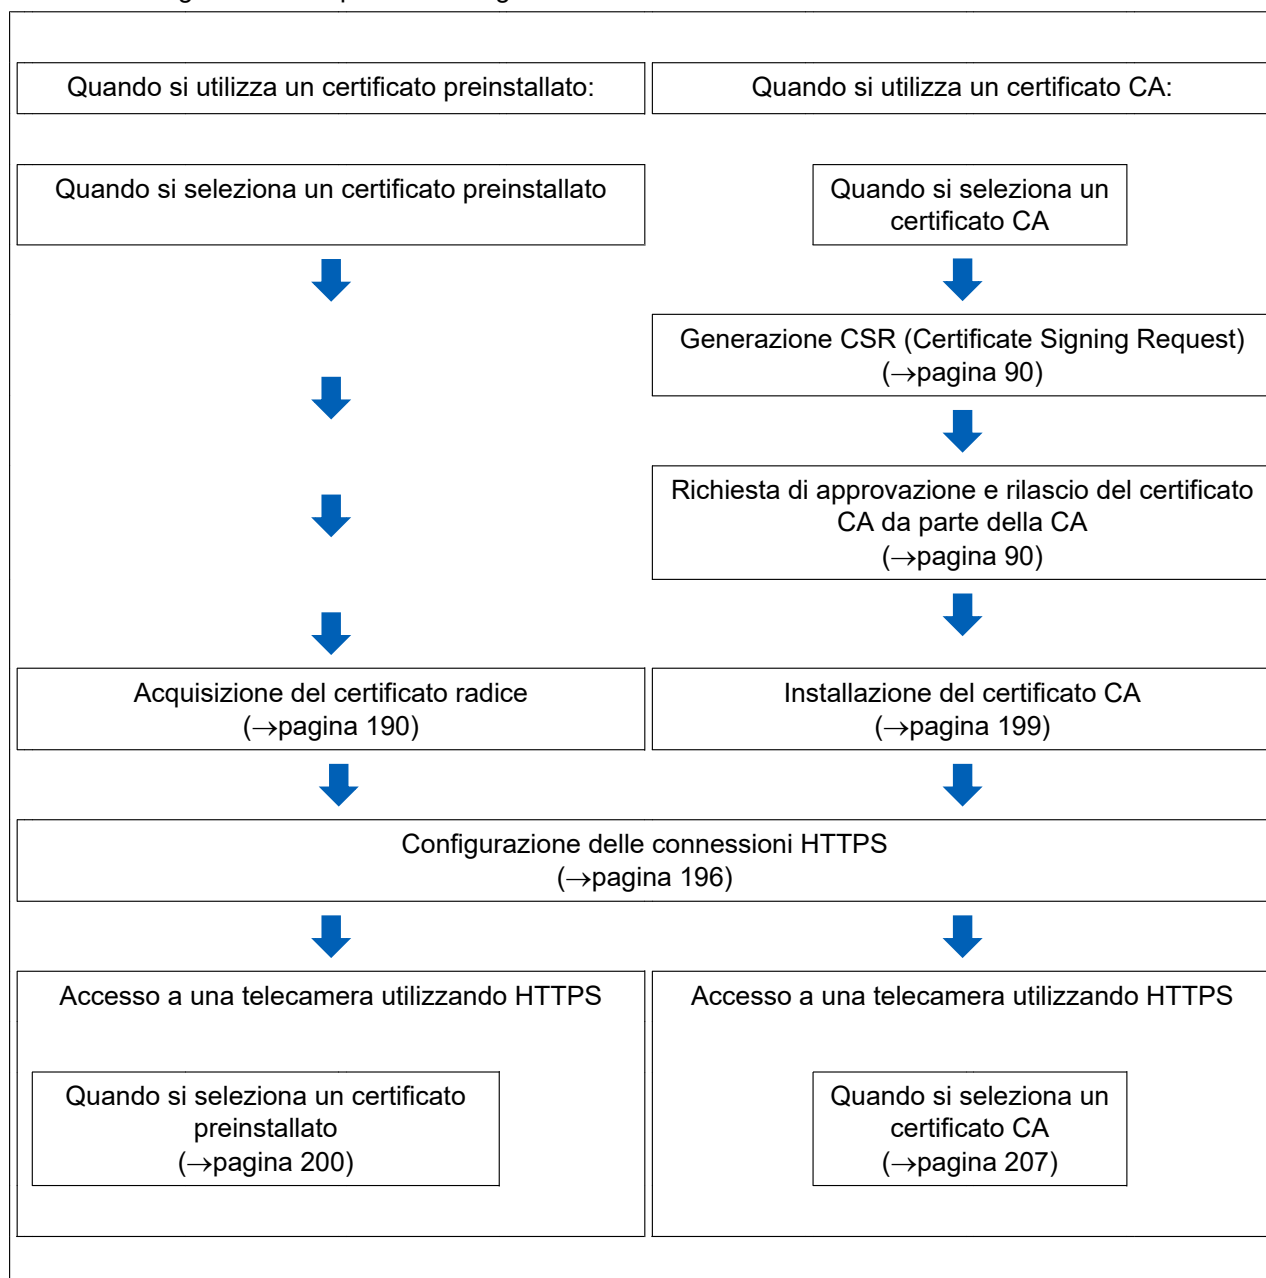 Quando si utilizza un certificato preinstallato:
Quando si utilizza un certificato CA:
Quando si seleziona un certificato preinstallato
Quando si seleziona un
certificato CA
Generazione CSR (Certificate Signing Request)
(→pagina 90)
Richiesta di approvazione e rilascio del certificato
CA da parte della CA
(→pagina 90)
Acquisizione del certificato radice
(→pagina 190)
Installazione del certificato CA
(→pagina 199)
Configurazione delle connessioni HTTPS
(→pagina 196)
Accesso a una telecamera utilizzando HTTPS
Quando si seleziona un certificato
preinstallato
(→pagina 200)
Accesso a una telecamera utilizzando HTTPS
Quando si seleziona un
certificato CA
(→pagina 207)